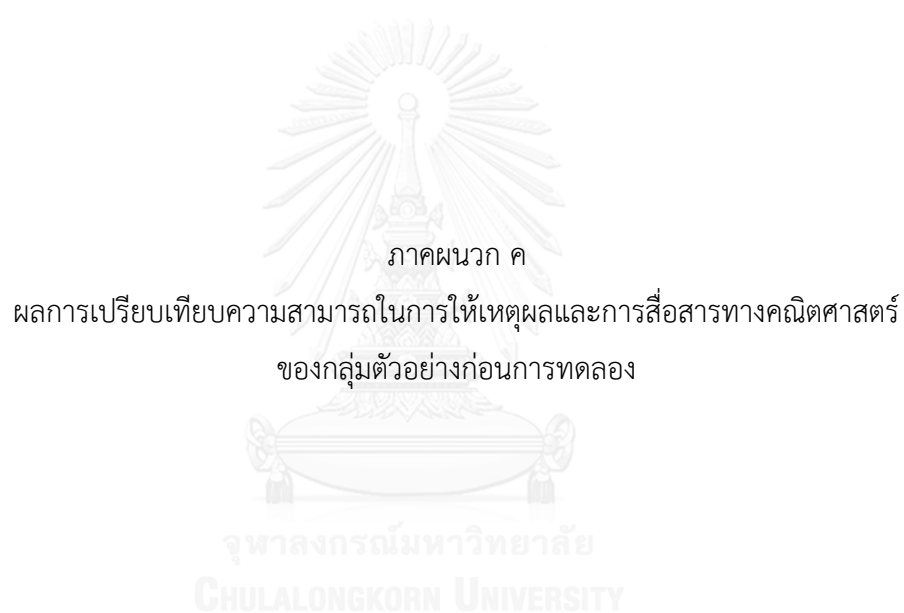 ภาคผนวก ค
ผลการเปรียบเทียบความสามารถในการให้เหตุผลและการสื่อสารทางคณิตศาสตร์
ของกลุ่มตัวอย่างก่อนการทดลอง
จุฬาลงกรณ์มหาวิทยาลัย
CHULALONGKORN UNIVERSITY